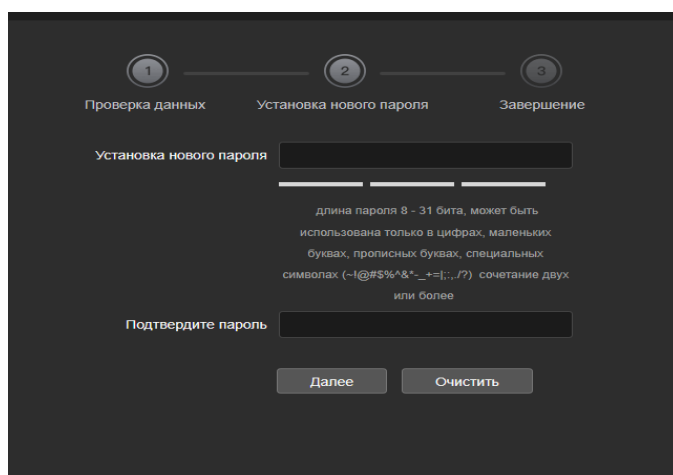 1 2 3
Проверка данных Установка нового пароля Завершение
Установка нового пароля
длина пароля 8 - 31 бита, может быть
использована только в цифрах, маленьких
буквах, прописных буквах, специальных
символах (~!@#$%^&*-_+=|;:,./?) сочетание двух
или более
Подтвердите пароль
Далее Очистить